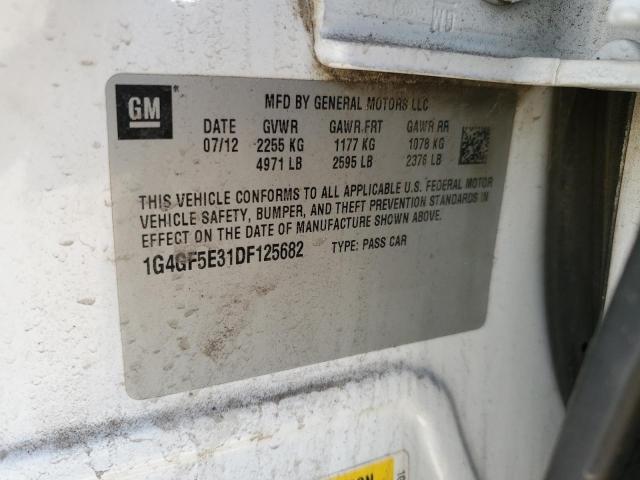 GM
MFD BY GENERAL MOTORS LLC
DATE GVWR GAWR FRT GAWR RR
07/12 2255 KG 1177 KG 1078 KG
4971 LB 2595 LB 2376 LB
THIS VEHICLE CONFORMS TO ALL APPLICABLE U.S. FEDERAL MOTOR
VEHICLE SAFETY, BUMPER, AND THEFT PREVENTION STANDARDS IN
EFFECT ON THE DATE OF MANUFACTURE SHOWN ABOVE.
1G4GF5E31DF125682 TYPE: PASS CAR